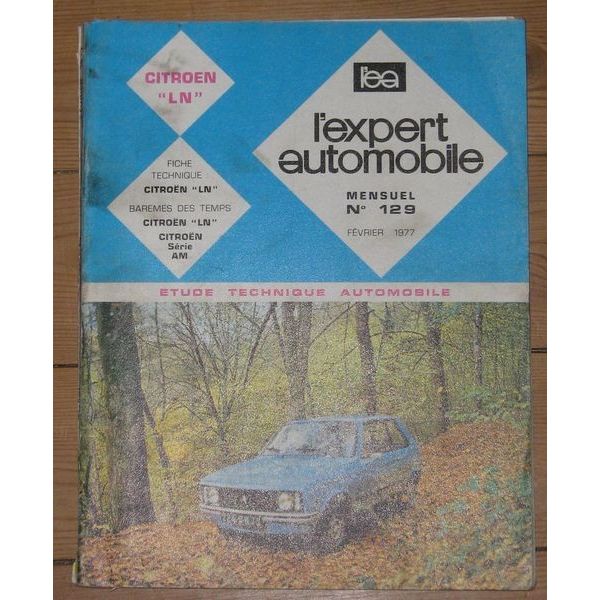 CITROEN
"LN"
FICHE
TECHNIQUE
CITROËN "LN"
BAREMES DES TEMPS
CITROËN "LN"
CITROËN
Série
AM
l'ea
l'expert
automobile
MENSUEL
N° 129
FÉVRIER 1977
ETUDE TECHNIQUE AUTOMOBILE